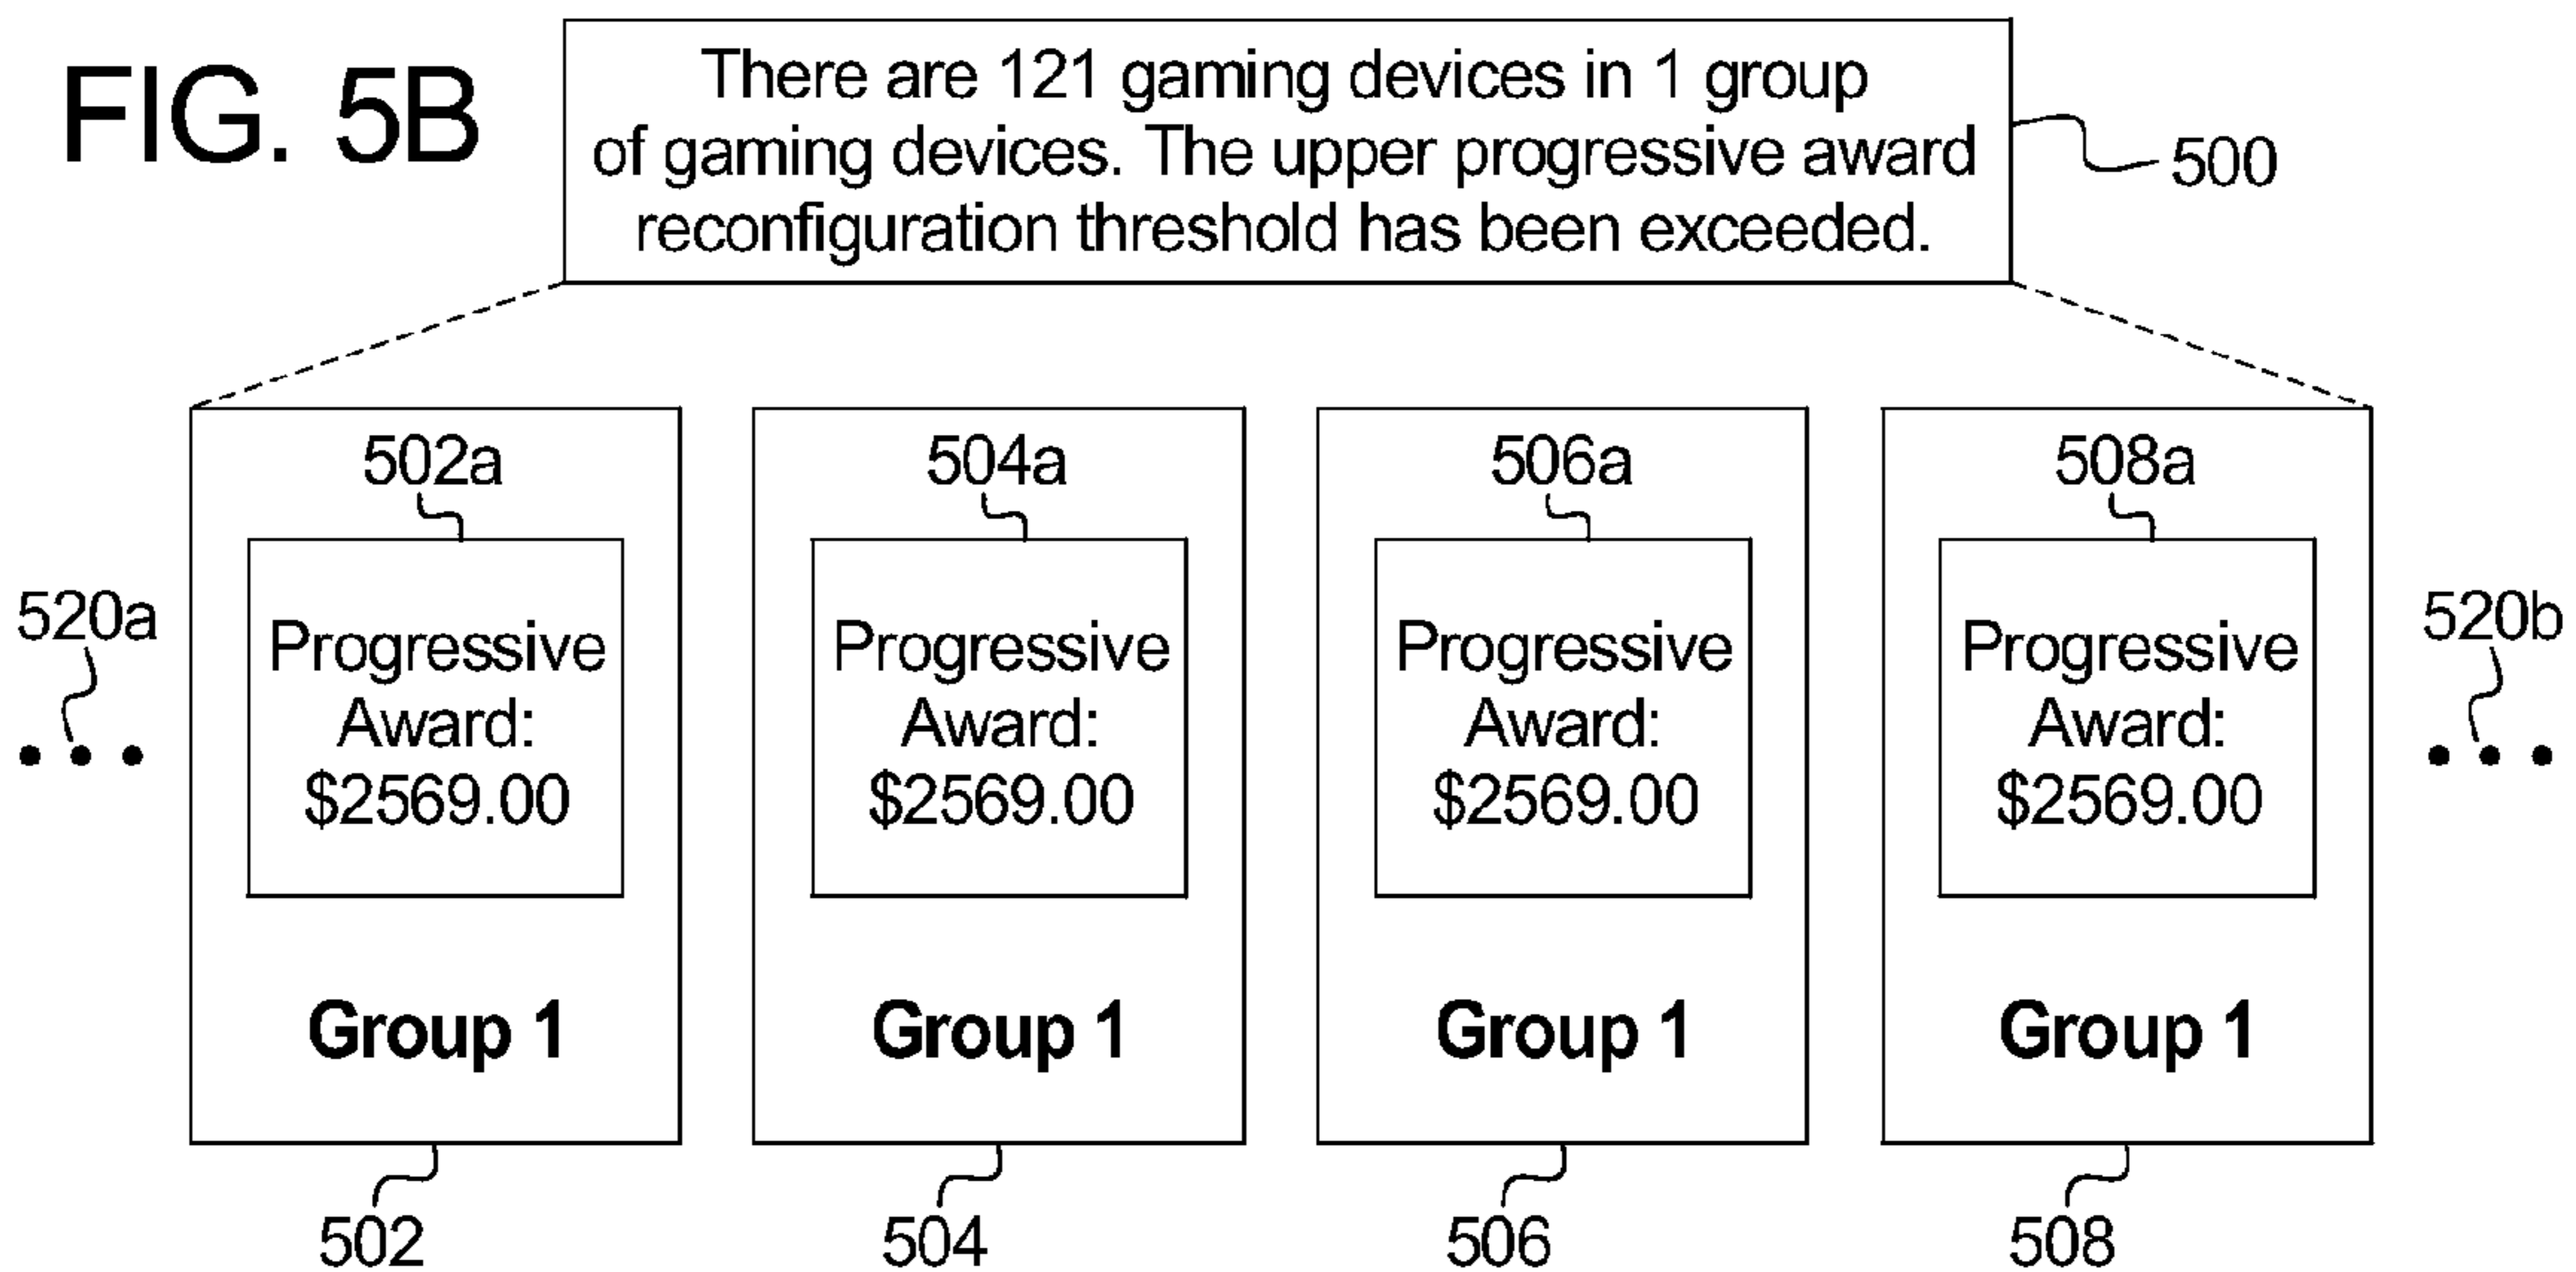 FIG. 5B
There are 121 gaming devices in 1 group
of gaming devices. The upper progressive award
reconfiguration threshold has been exceeded.
500
502a
504a
506a
508a
520a
520b
Progressive
Award:
$2569.00
Progressive
Award:
$2569.00
Progressive
Award:
$2569.00
Progressive
Award:
$2569.00
Group 1
Group 1
Group 1
Group 1
502
504
506
508